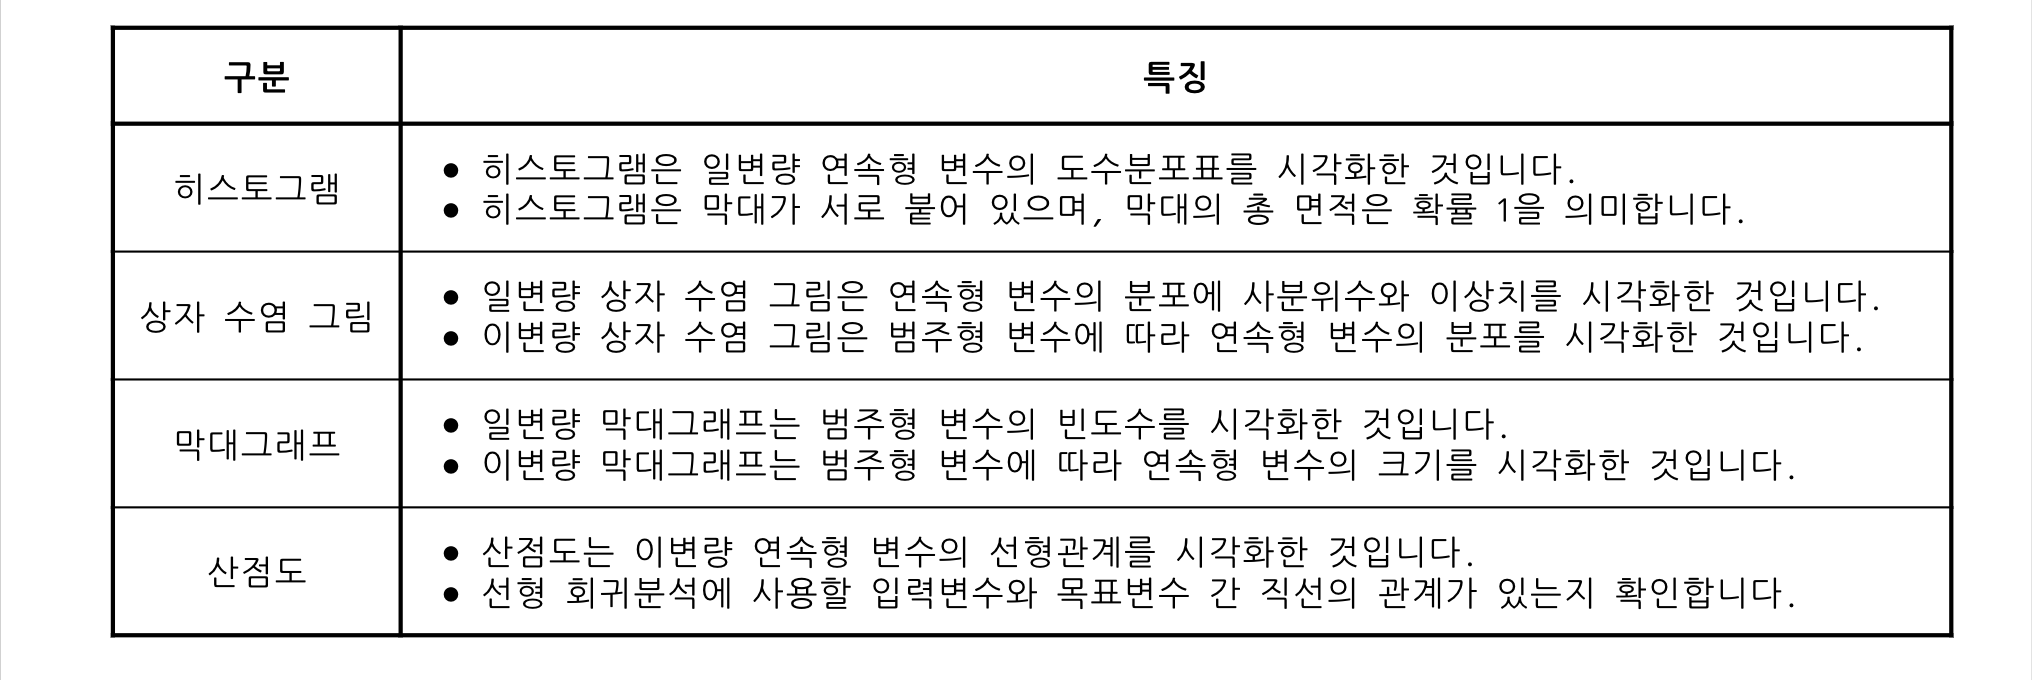 구분
특징
히스토그램
● 히스토그램은 일변량 연속형 변수의 도수분포표를 시각화한 것입니다.
● 히스토그램은 막대가 서로 붙어 있으며, 막대의 총 면적은 확률 1을 의미합니다.
상자 수염 그림
● 일변량 상자 수염 그림은 연속형 변수의 분포에 사분위수와 이상치를 시각화한 것입니다.
● 이변량 상자 수염 그림은 범주형 변수에 따라 연속형 변수의 분포를 시각화한 것입니다.
막대그래프
● 일변량 막대그래프는 범주형 변수의 빈도수를 시각화한 것입니다.
● 이변량 막대그래프는 범주형 변수에 따라 연속형 변수의 크기를 시각화한 것입니다.
산점도
● 산점도는 이변량 연속형 변수의 선형관계를 시각화한 것입니다.
● 선형 회귀분석에 사용할 입력변수와 목표변수 간 직선의 관계가 있는지 확인합니다.